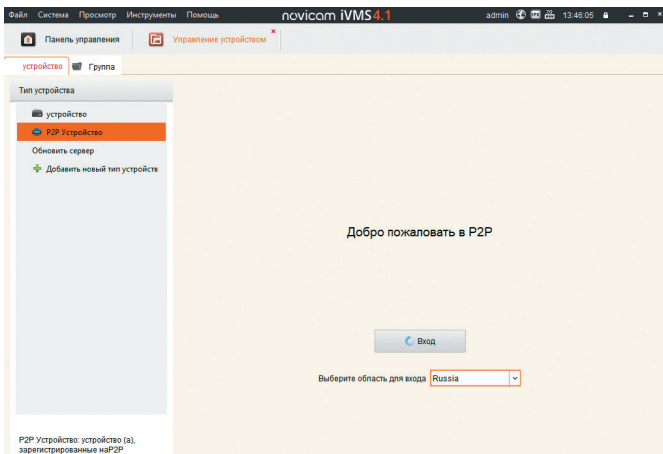 Файл Система Просмотр Инструменты Помощь novicam iVMS4.1 admin 13:46:05
Панель управления Управление устройством
устройство Группа
Тип устройства
устройство
P2P Устройство
Обновить сервер
Добавить новый тип устройств
Добро пожаловать в P2P
Вход
Выберите область для входа Russia
P2P Устройство: устройство (а),
зарегистрированные наP2P